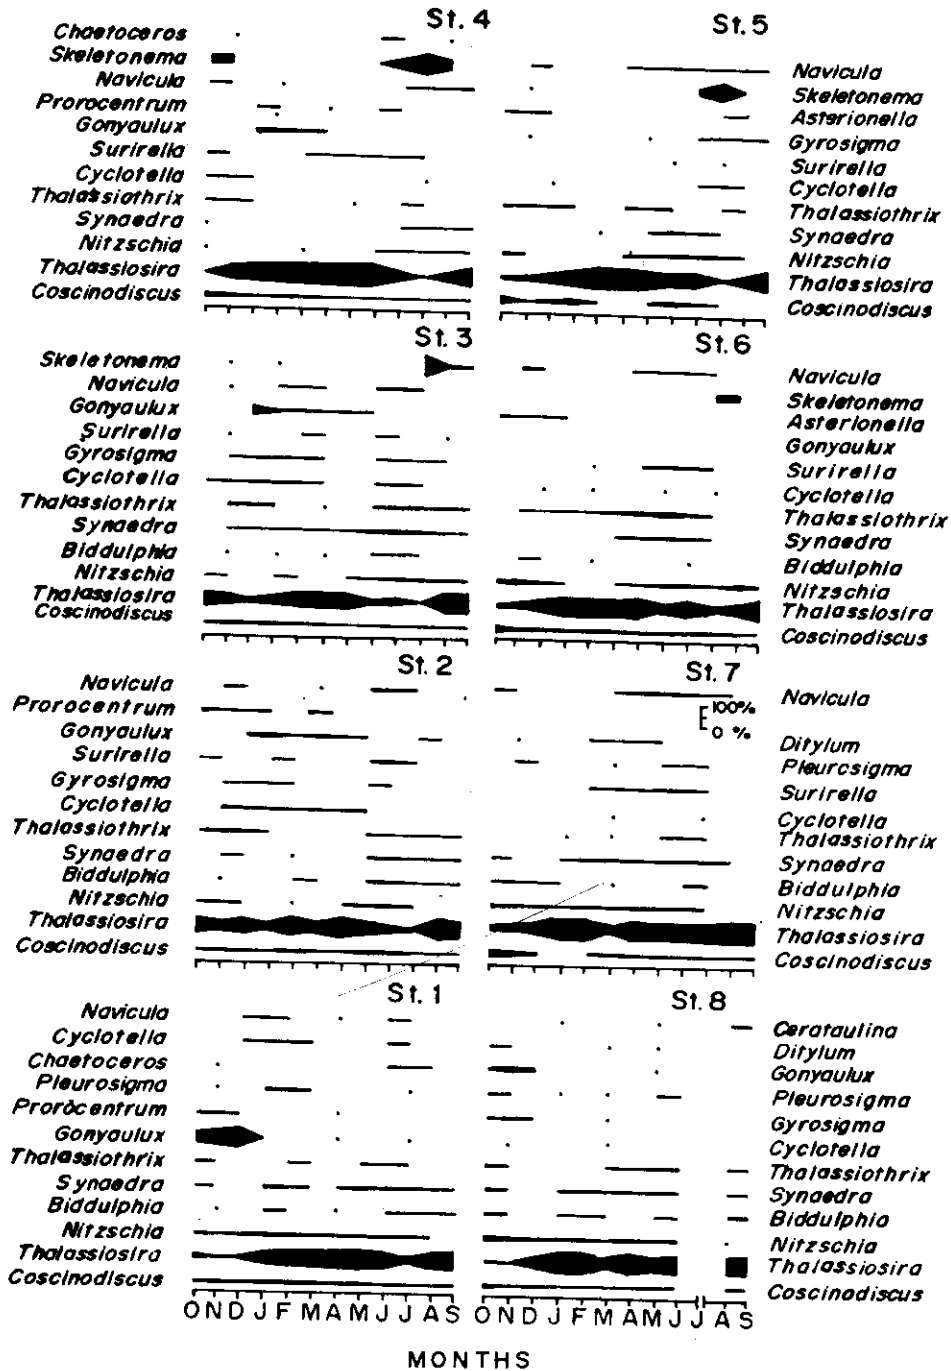 St. 4
Chaetoceros
Skeletonema
Navicula
Prorocentrum
Gonyaulux
Surirella
Cyclotella
Thalassiothrix
Synaedra
Nitzschia
Thalassiosira
Coscinodiscus
St. 5
Navicula
Skeletonema
Asterionella
Gyrosigma
Surirella
Cyclotella
Thalassiothrix
Synaedra
Nitzschia
Thalassiosira
Coscinodiscus
St. 3
Skeletonema
Navicula
Gonyaulux
Surirella
Gyrosigma
Cyclotella
Thalassiothrix
Synaedra
Biddulphia
Nitzschia
Thalassiosira
Coscinodiscus
St. 6
Navicula
Skeletonema
Asterionella
Gonyaulux
Surirella
Cyclotella
Thalassiothrix
Synaedra
Biddulphia
Nitzschia
Thalassiosira
Coscinodiscus
St. 2
Navicula
Prorocentrum
Gonyaulux
Surirella
Gyrosigma
Cyclotella
Thalassiothrix
Synaedra
Biddulphia
Nitzschia
Thalassiosira
Coscinodiscus
St. 7
100%
0 %
Navicula
Ditylum
Pleurosigma
Surirella
Cyclotella
Thalassiothrix
Synaedra
Biddulphia
Nitzschia
Thalassiosira
Coscinodiscus
St. 1
Navicula
Cyclotella
Chaetoceros
Pleurosigma
Prorocentrum
Gonyaulux
Thalassiothrix
Synaedra
Biddulphia
Nitzschia
Thalassiosira
Coscinodiscus
O N D J F M A M J J A S
St. 8
Cerataulina
Ditylum
Gonyaulux
Pleurosigma
Gyrosigma
Cyclotella
Thalassiothrix
Synaedra
Biddulphia
Nitzschia
Thalassiosira
Coscinodiscus
O N D J F M A M J J A S
MONTHS